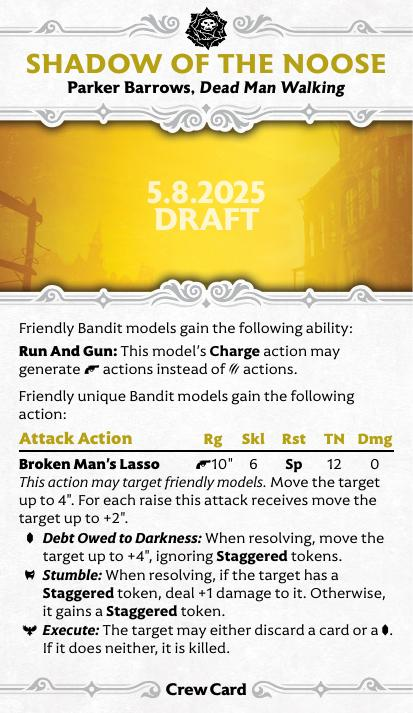 SHADOW OF THE NOOSE
Parker Barrows, Dead Man Walking
5.8.2025
DRAFT
Friendly Bandit models gain the following ability:
Run And Gun: This model's Charge action may
generate actions instead of actions.
Friendly unique Bandit models gain the following
action:
Attack Action Rg Skl Rst TN Dmg
Broken Man's Lasso 10" 6 Sp 12 0
This action may target friendly models. Move the target
up to 4". For each raise this attack receives move the
target up to +2".
Debt Owed to Darkness: When resolving, move the
target up to +4", ignoring Staggered tokens.
Stumble: When resolving, if the target has a
Staggered token, deal +1 damage to it. Otherwise,
it gains a Staggered token.
Execute: The target may either discard a card or a .
If it does neither, it is killed.
Crew Card